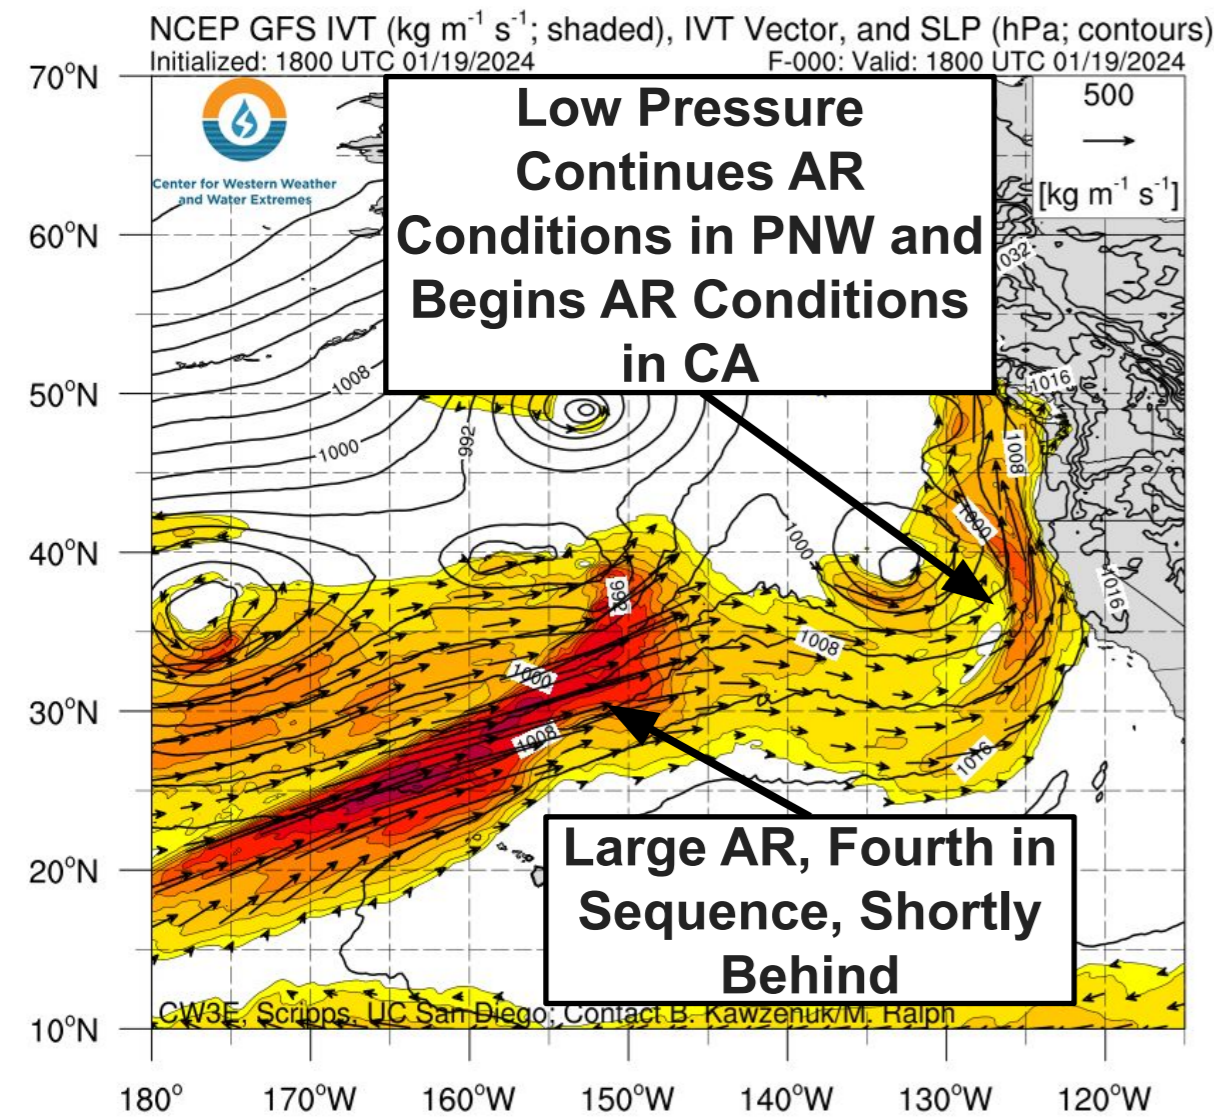 NCEP GFS IVT (kg m⁻¹ s⁻¹; shaded), IVT Vector, and SLP (hPa; contours)
Initialized: 1800 UTC 01/19/2024
F-000: Valid: 1800 UTC 01/19/2024
70°N
60°N
50°N
40°N
30°N
20°N
10°N
Center for Western Weather
and Water Extremes
Low Pressure
Continues AR
Conditions in PNW and
Begins AR Conditions
in CA
500
[kg m⁻¹ s⁻¹]
1032
1016
1008
1008
1000
992
1000
1000
1016
992
1008
1000
1008
1016
Large AR, Fourth in
Sequence, Shortly
Behind
CW3E, Scripps, UC San Diego; Contact B. Kawzenuk/M. Ralph
180°
170°W
160°W
150°W
140°W
130°W
120°W